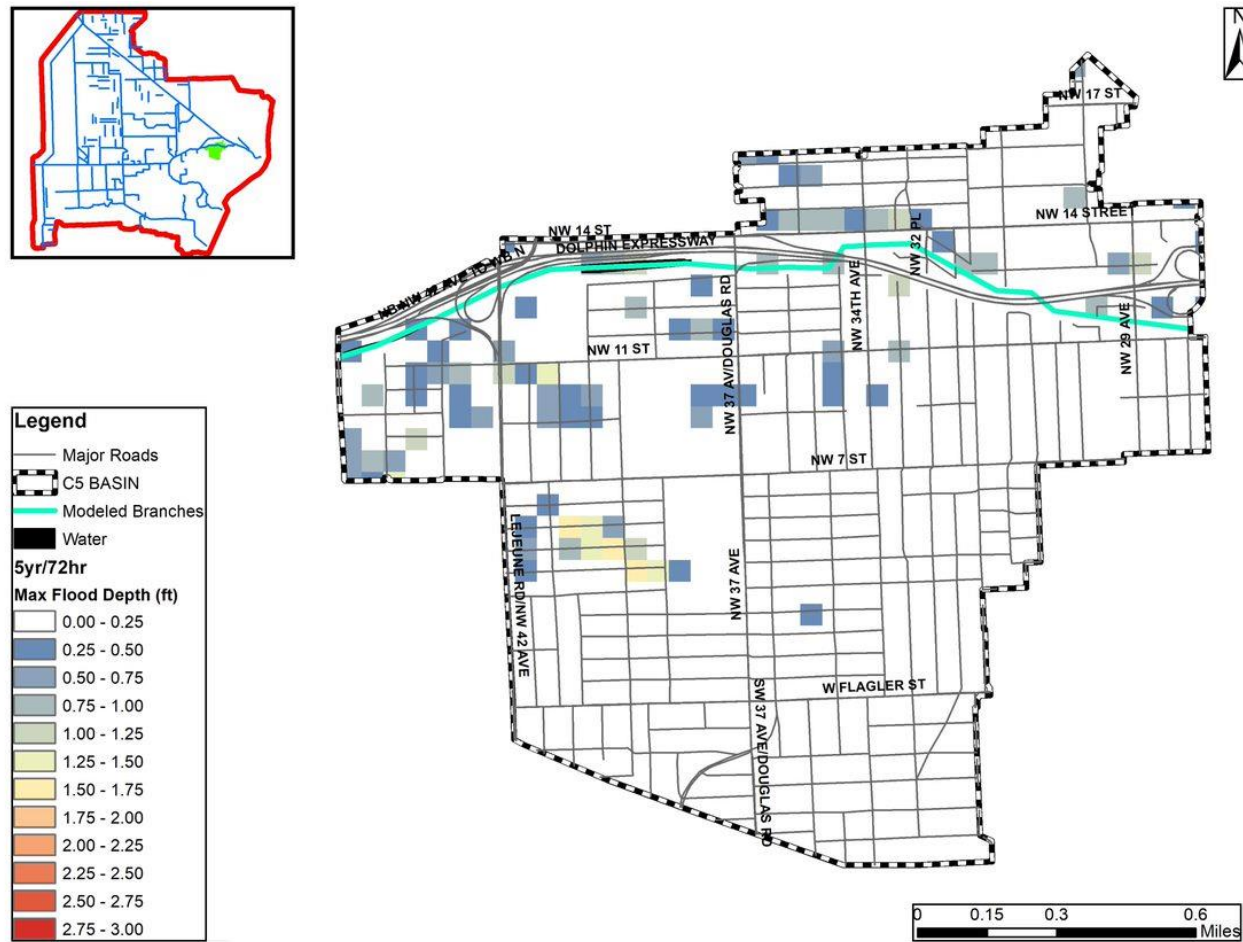 N
NW 17 ST
NW 14 STREET
NW 14 ST
DOLPHIN EXPRESSWAY
NW 32 PL
NW 37 AV/DOUGLAS RD
NW 34TH AVE
NW 29 AVE
NW 11 ST
NW 7 ST
LEJEUNE RD/NW 42 AVE
NW 37 AVE
W FLAGLER ST
SW 37 AVE/DOUGLAS RD
Legend
Major Roads
C5 BASIN
Modeled Branches
Water
5yr/72hr
Max Flood Depth (ft)
0.00 - 0.25
0.25 - 0.50
0.50 - 0.75
0.75 - 1.00
1.00 - 1.25
1.25 - 1.50
1.50 - 1.75
1.75 - 2.00
2.00 - 2.25
2.25 - 2.50
2.50 - 2.75
2.75 - 3.00
0 0.15 0.3 0.6
Miles